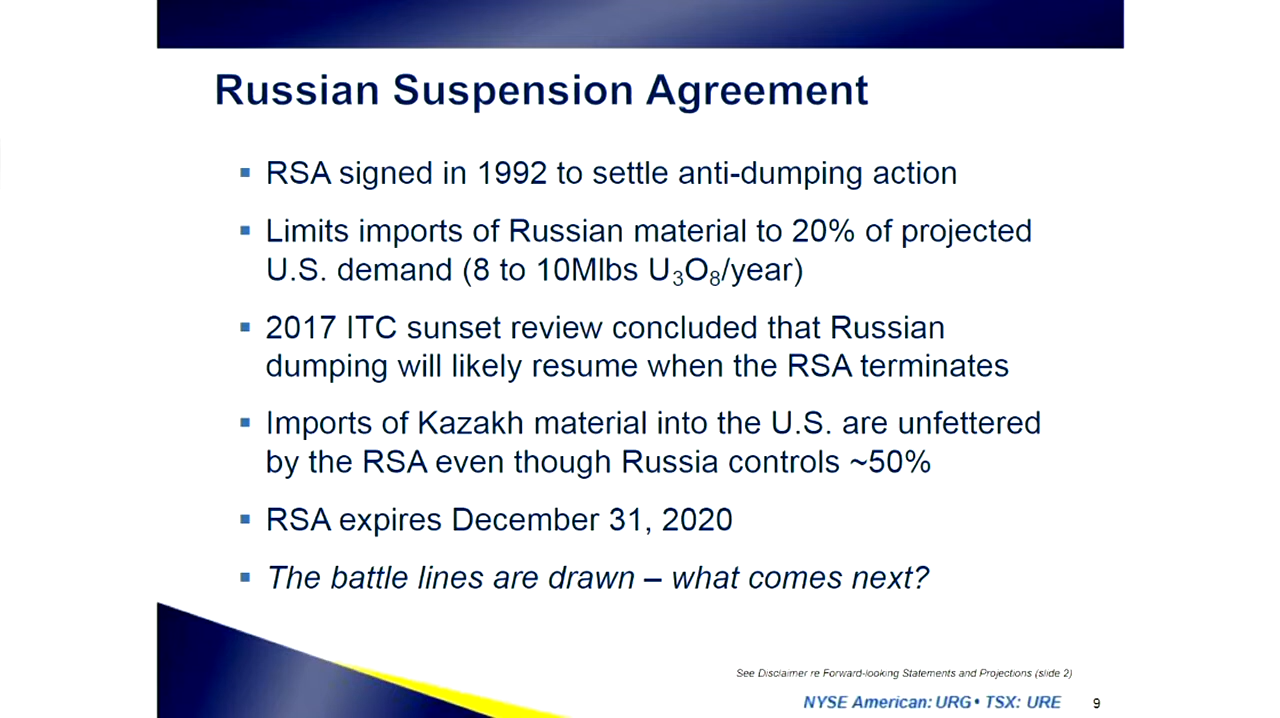 Russian Suspension Agreement
▪ RSA signed in 1992 to settle anti-dumping action
▪ Limits imports of Russian material to 20% of projected
U.S. demand (8 to 10Mlbs U₃O₈/year)
▪ 2017 ITC sunset review concluded that Russian
dumping will likely resume when the RSA terminates
▪ Imports of Kazakh material into the U.S. are unfettered
by the RSA even though Russia controls ~50%
▪ RSA expires December 31, 2020
▪ The battle lines are drawn – what comes next?
See Disclaimer re Forward-looking Statements and Projections (slide 2)
NYSE American: URG • TSX: URE 9